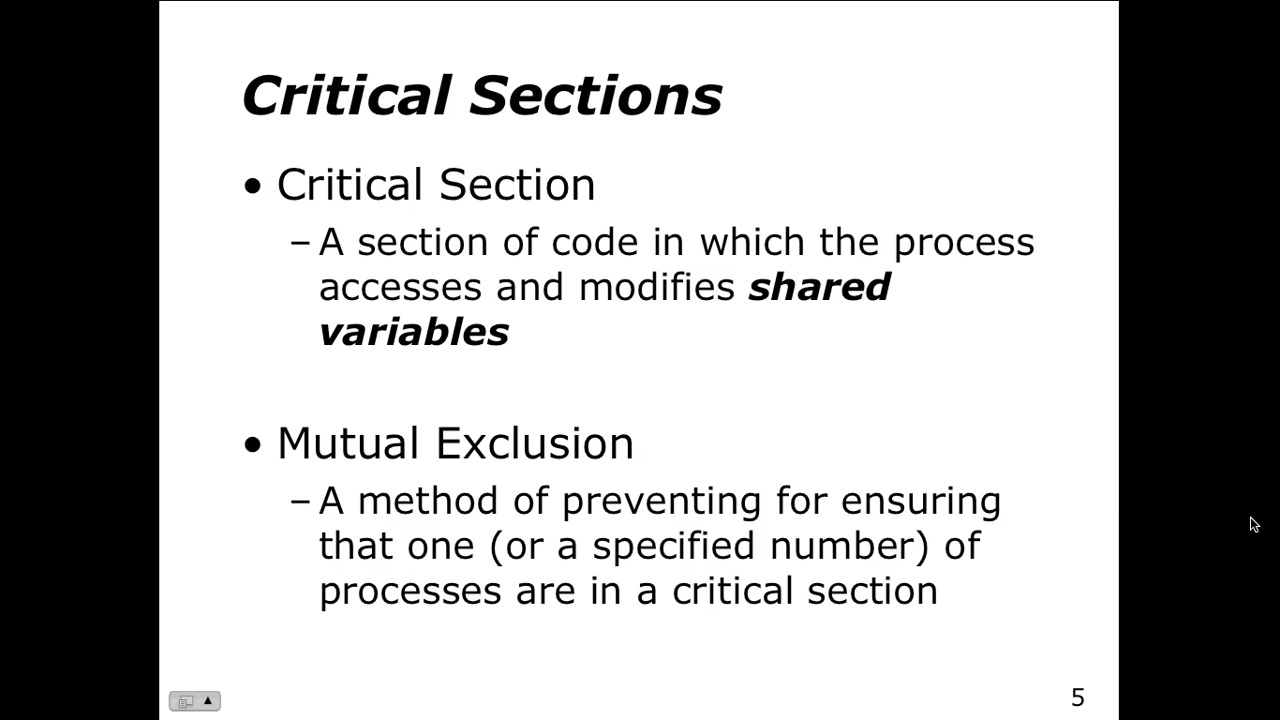 Critical Sections
• Critical Section
– A section of code in which the process
accesses and modifies shared
variables
• Mutual Exclusion
– A method of preventing for ensuring
that one (or a specified number) of
processes are in a critical section
5